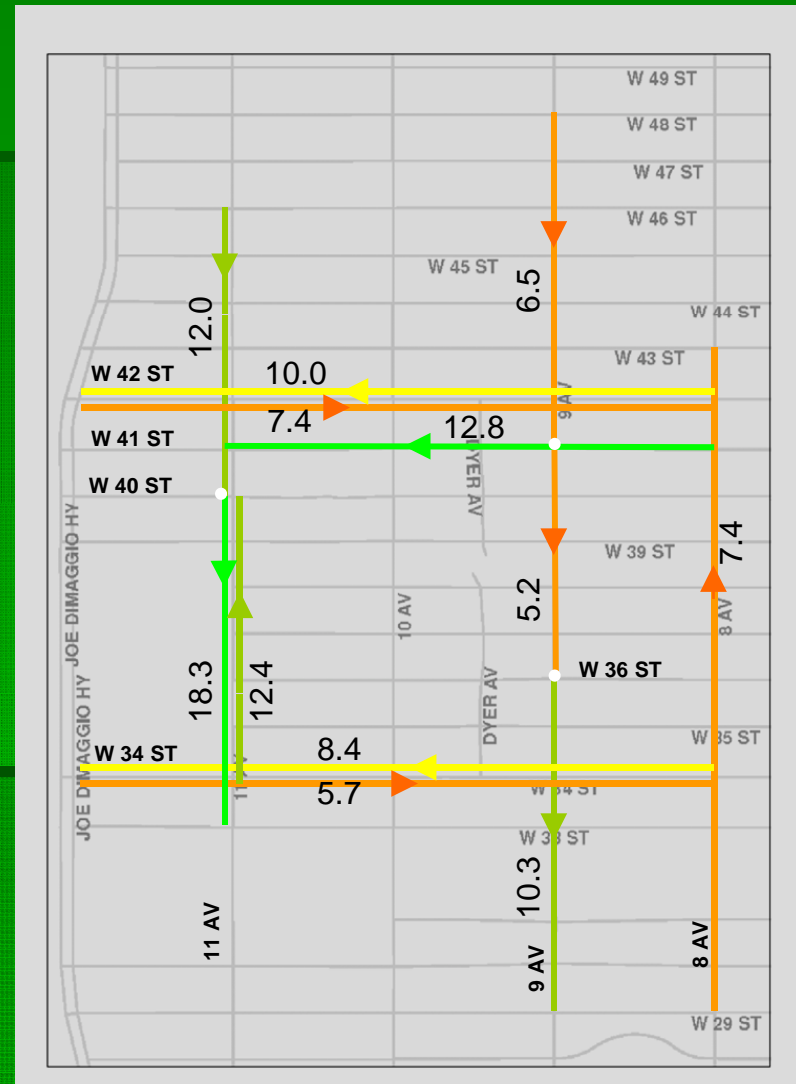 W 49 ST
W 48 ST
W 47 ST
W 46 ST
W 45 ST
6.5
W 44 ST
12.0
W 43 ST
W 42 ST
10.0
9 AV
7.4
12.8
W 41 ST
DYER AV
W 40 ST
JOE DIMAGGIO HY
W 39 ST
7.4
5.2
10 AV
8 AV
W 36 ST
18.3
12.4
DYER AV
JOE DIMAGGIO HY
W 34 ST
8.4
W 35 ST
5.7
11 AV
W 34 ST
W 33 ST
10.3
11 AV
9 AV
8 AV
W 29 ST